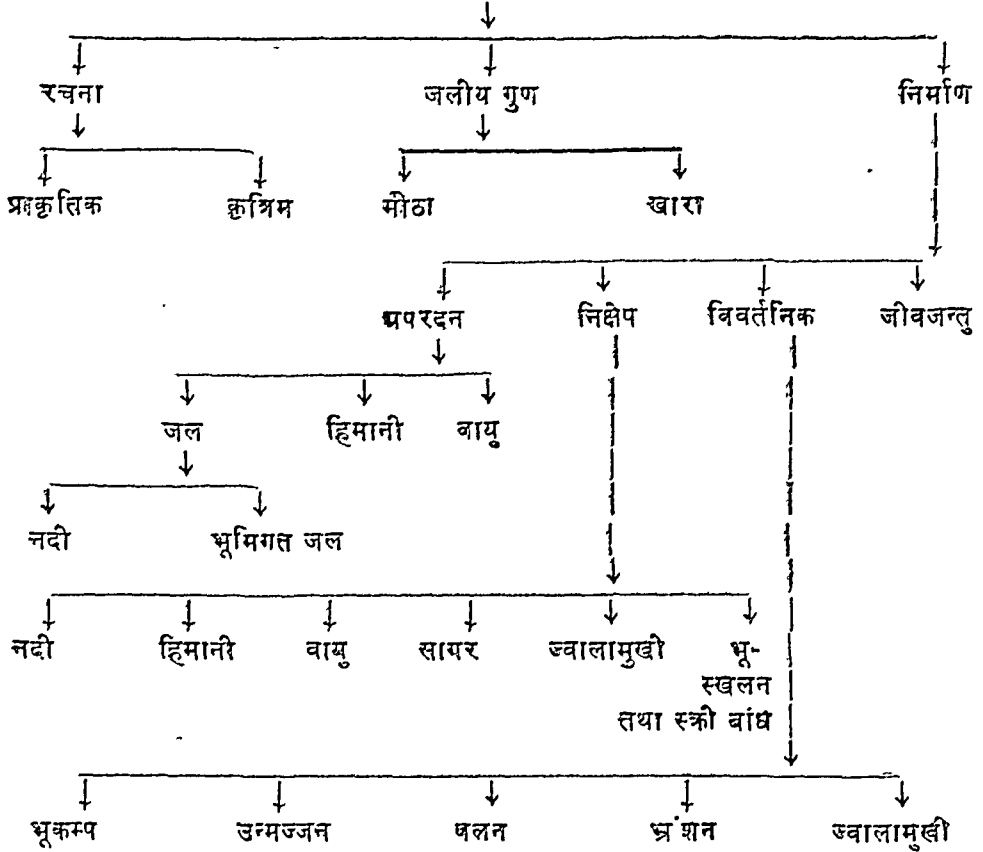 रचना जलीय गुण निर्माण
प्राकृतिक कृत्रिम मीठा खारा
अपरदन निक्षेप विवर्तनिक जीवजन्तु
जल हिमानी वायु
नदी भूमिगत जल
नदी हिमानी वायु सागर ज्वालामुखी भू-
स्खलन
तथा स्क्री बांध
भूकम्प उन्मज्जन वलन भ्रंशन ज्वालामुखी